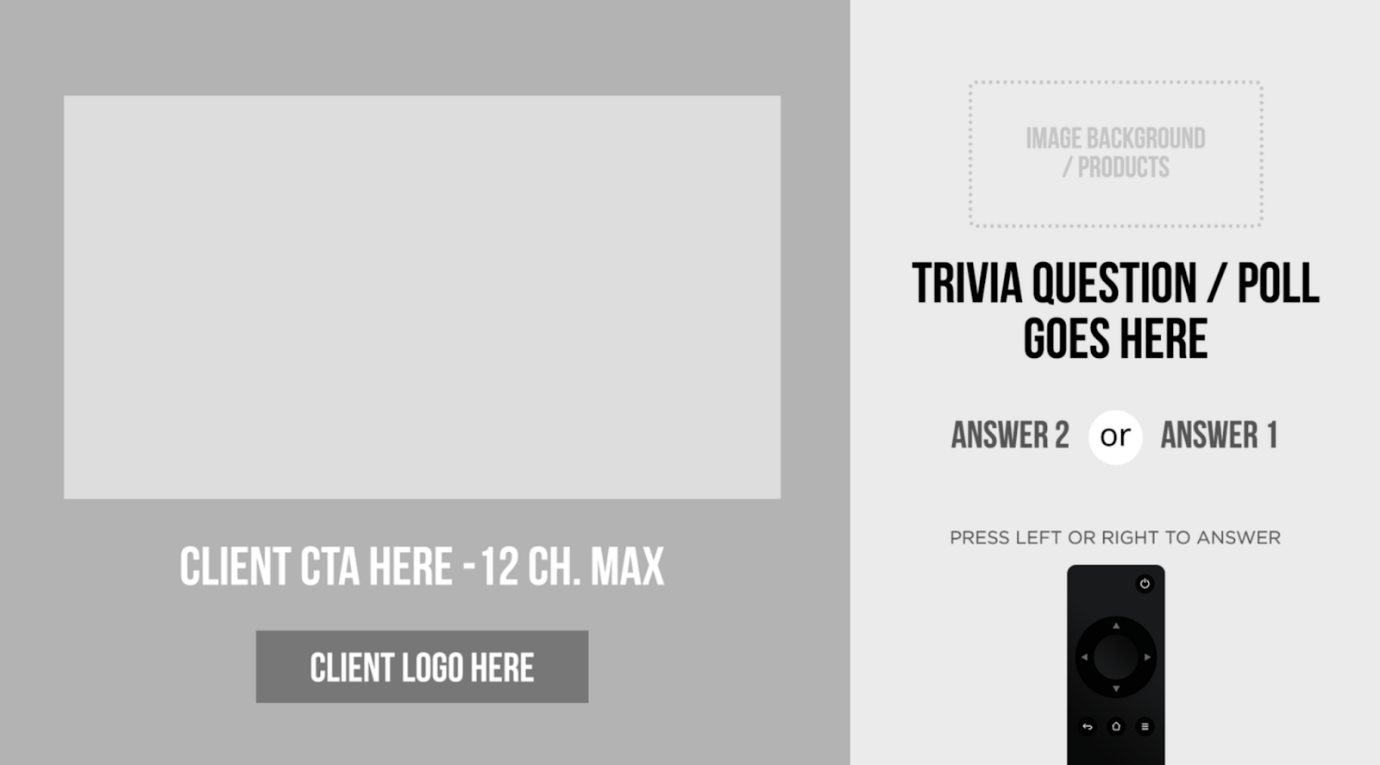 CLIENT CTA HERE -12 CH. MAX
CLIENT LOGO HERE
IMAGE BACKGROUND
/ PRODUCTS
TRIVIA QUESTION / POLL
GOES HERE
ANSWER 2 or ANSWER 1
PRESS LEFT OR RIGHT TO ANSWER